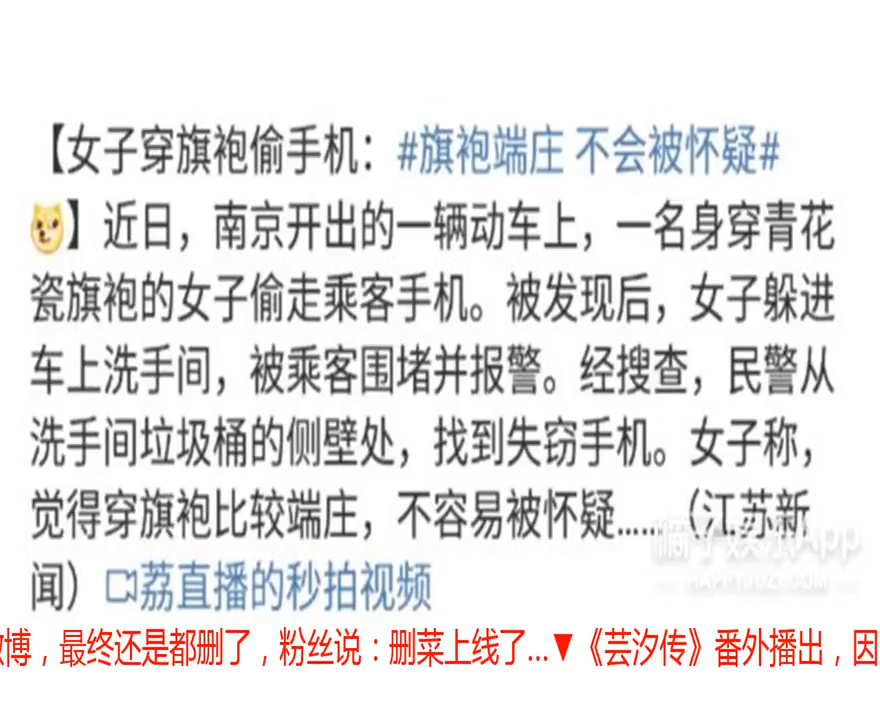 【女子穿旗袍偷手机：#旗袍端庄 不会被怀疑#
】近日，南京开出的一辆动车上，一名身穿青花
瓷旗袍的女子偷走乘客手机。被发现后，女子躲进
车上洗手间，被乘客围堵并报警。经搜查，民警从
洗手间垃圾桶的侧壁处，找到失窃手机。女子称，
觉得穿旗袍比较端庄，不容易被怀疑……（江苏新
闻）荔直播的秒拍视频
博，最终还是都删了，粉丝说：删菜上线了...▼《芸汐传》番外播出，因